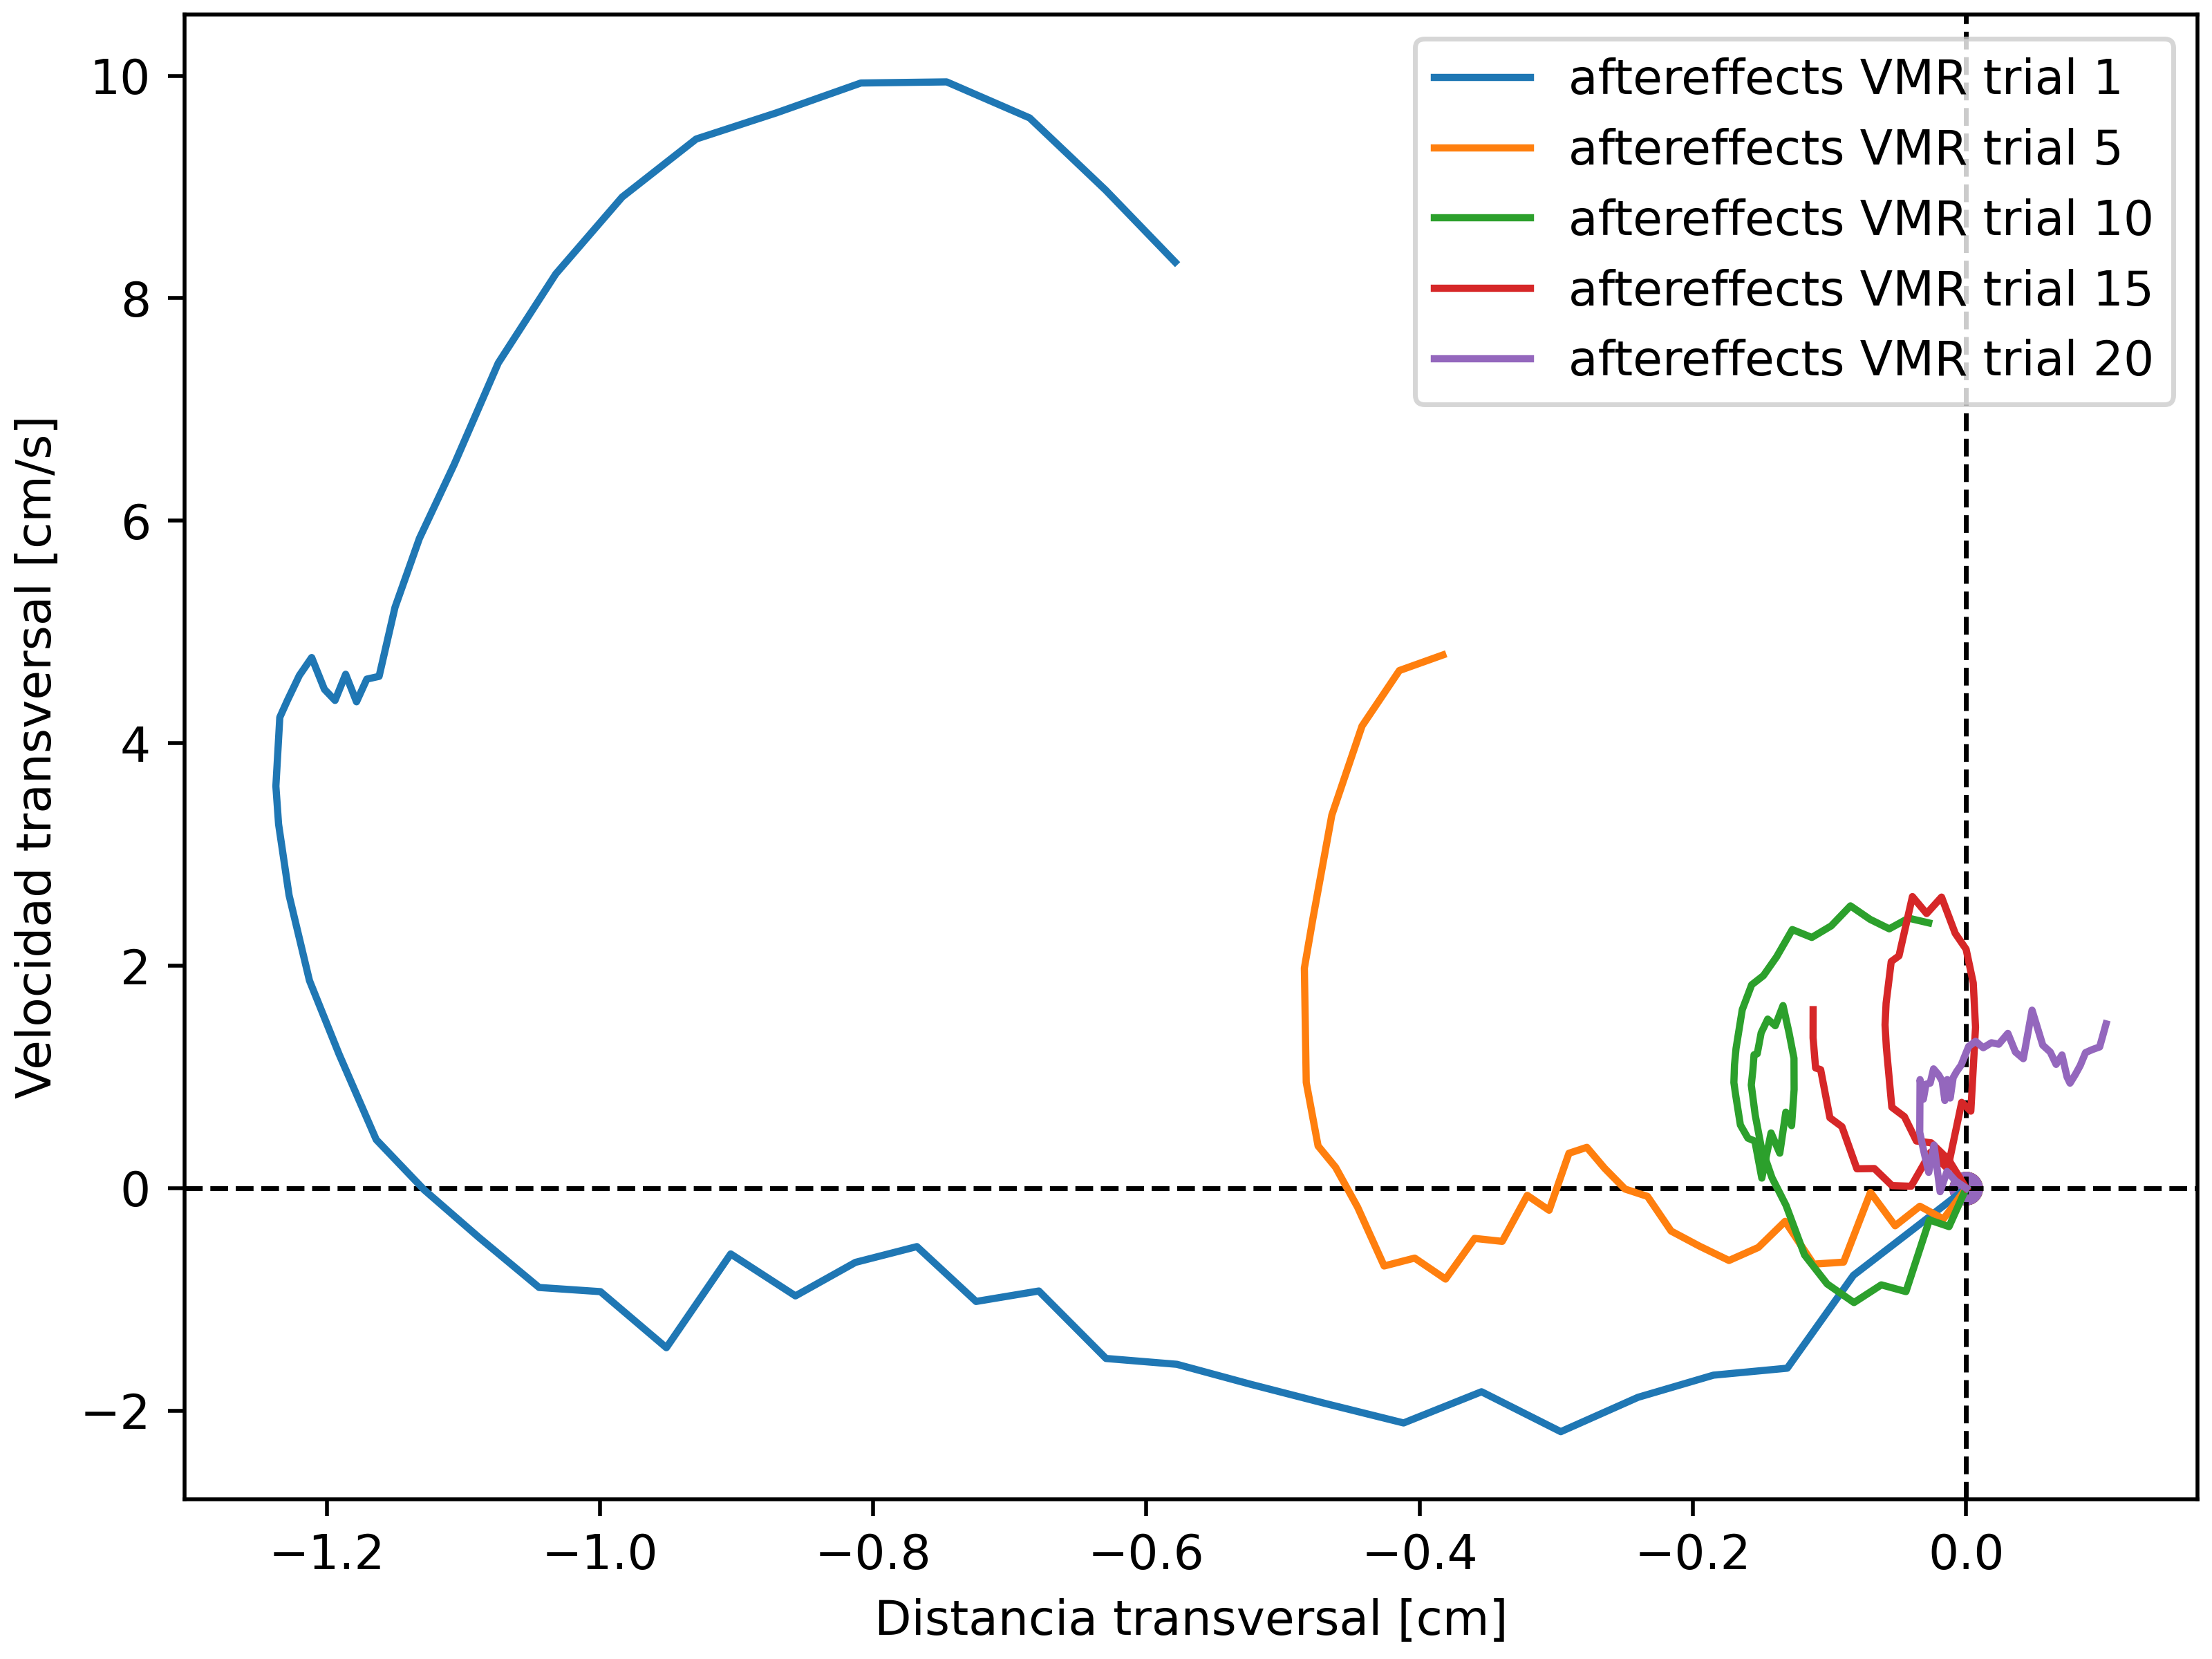 aftereffects VMR trial 1
aftereffects VMR trial 5
aftereffects VMR trial 10
aftereffects VMR trial 15
aftereffects VMR trial 20
Velocidad transversal [cm/s]
10
8
6
4
2
0
−2
−1.2 −1.0 −0.8 −0.6 −0.4 −0.2 0.0
Distancia transversal [cm]